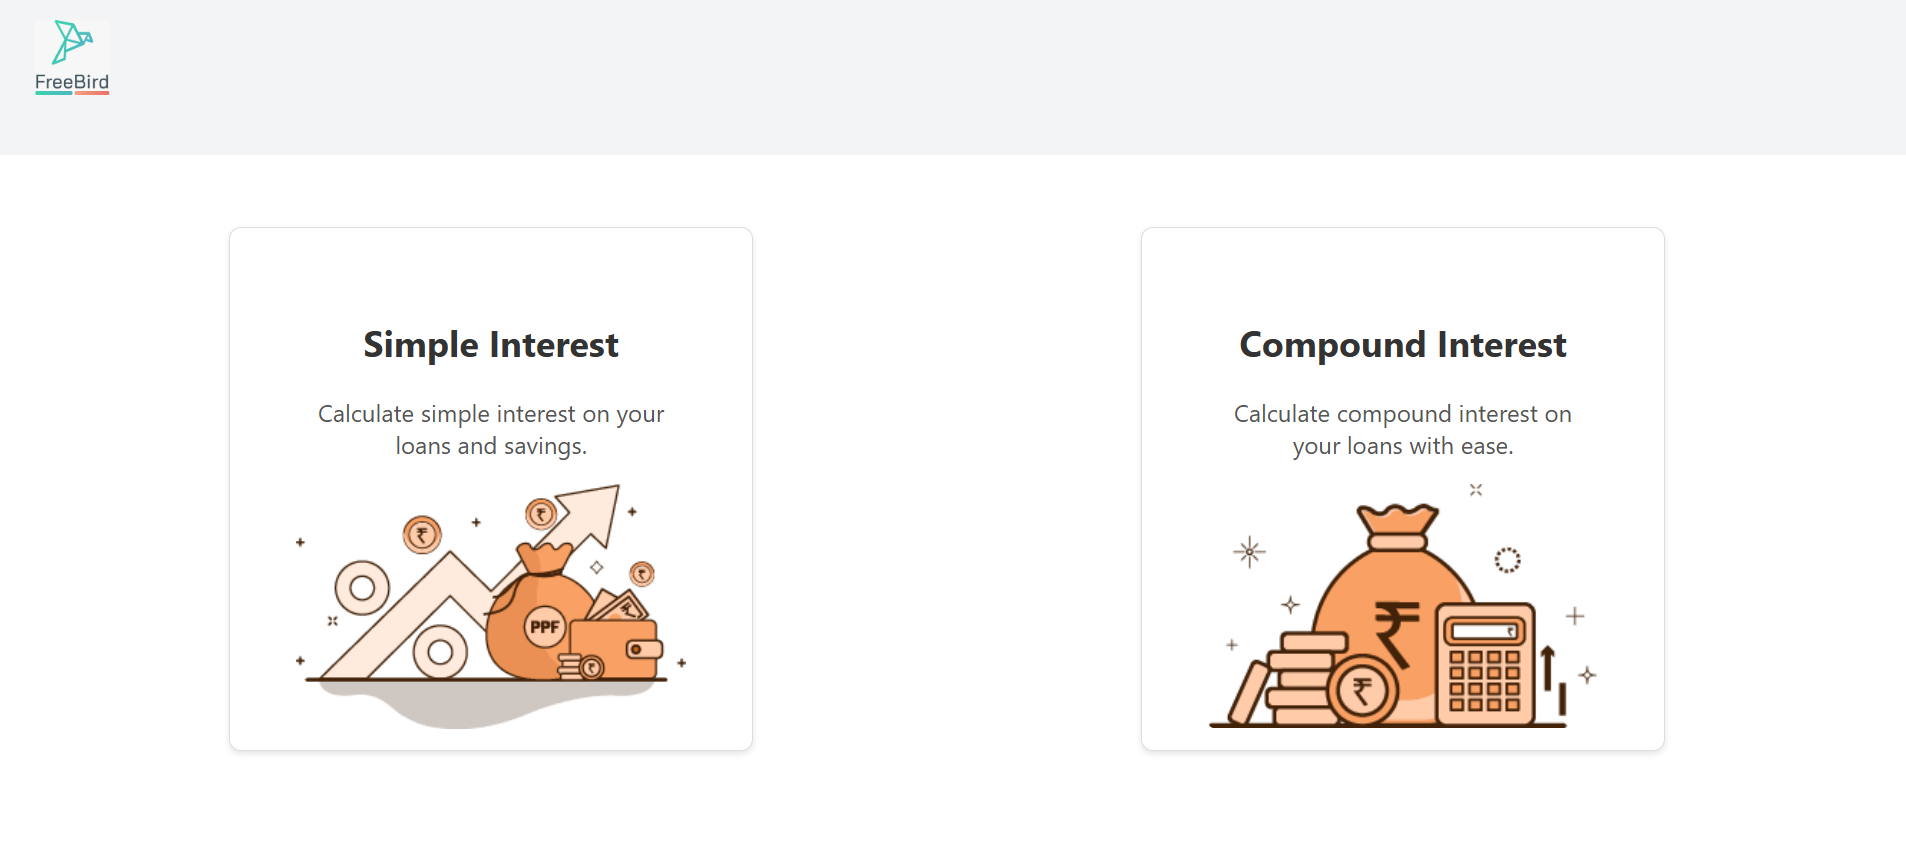 FreeBird
Simple Interest
Calculate simple interest on your
loans and savings.
₹
₹
₹
₹
PPF
₹
Compound Interest
Calculate compound interest on
your loans with ease.
₹
₹
₹